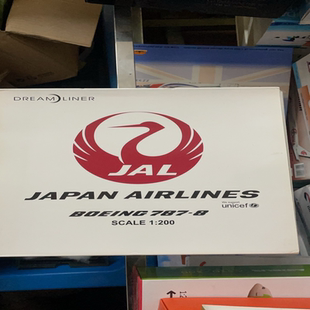 DREAMLINER
JAL
JAPAN AIRLINES
BOEING 787-8
unicef
SCALE 1:200